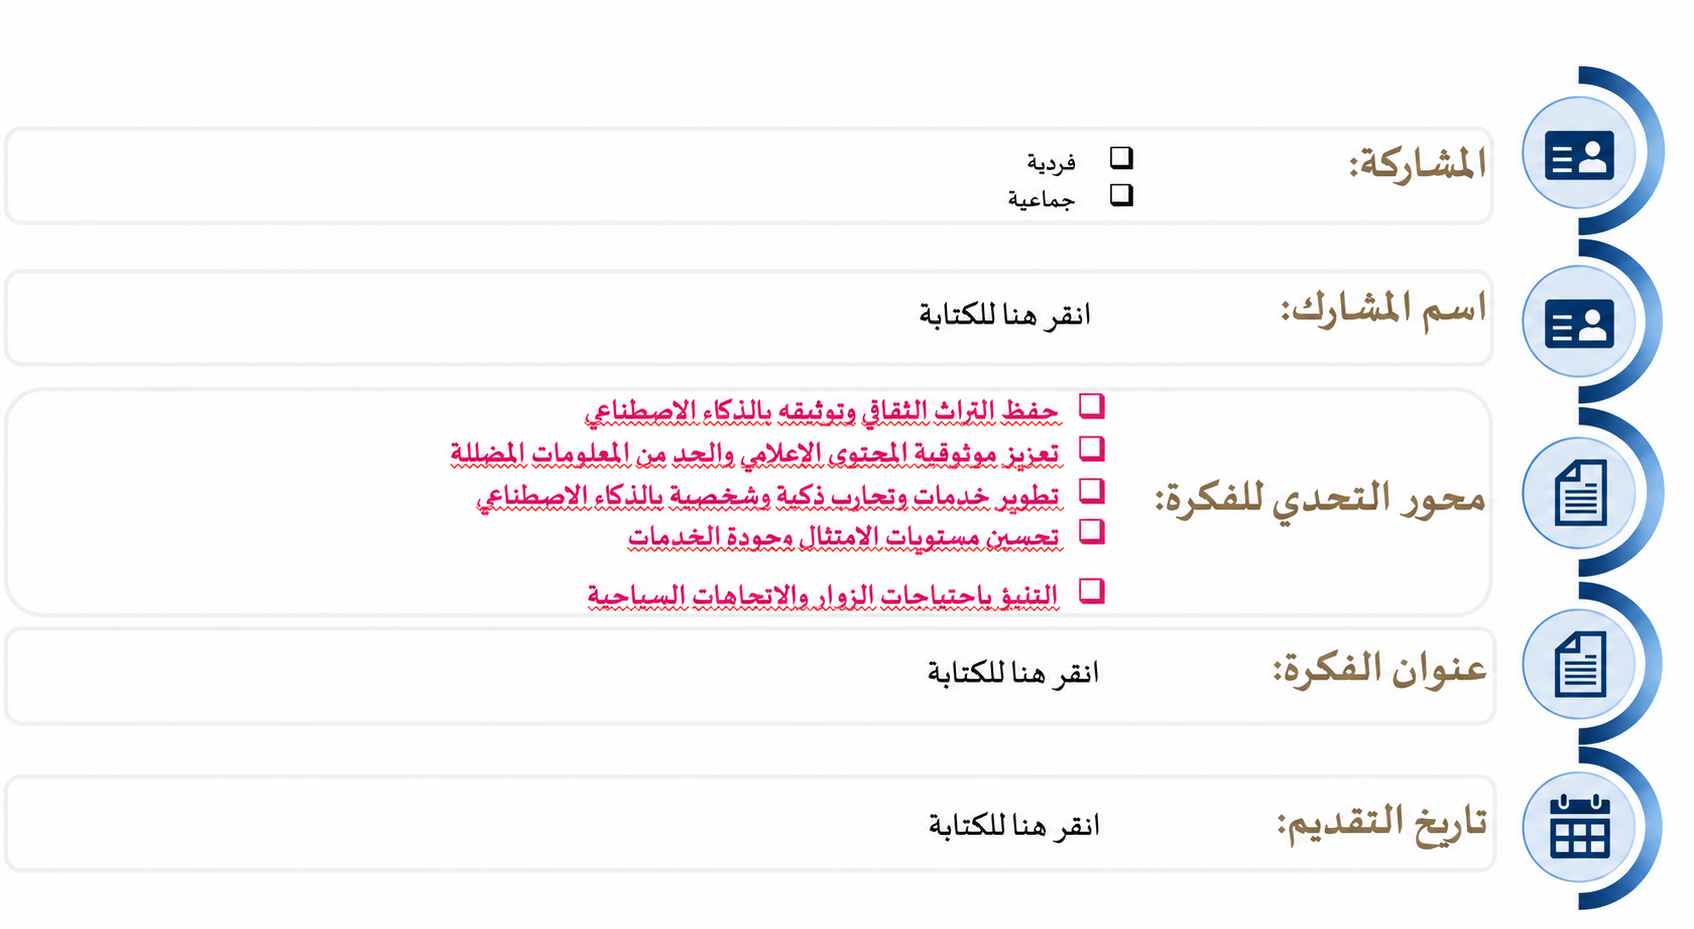 المشاركة:
❑ فردية
❑ جماعية
اسم المشارك:
انقر هنا للكتابة
محور التحدي للفكرة:
❑ حفظ التراث الثقافي وتوثيقه بالذكاء الاصطناعي
❑ تعزيز موثوقية المحتوى الإعلامي والحد من المعلومات المضللة
❑ تطوير خدمات وتجارب ذكية وشخصية بالذكاء الاصطناعي
❑ تحسين مستويات الامتثال وجودة الخدمات
❑ التنبؤ باحتياجات الزوار والاتجاهات السياحية
عنوان الفكرة:
انقر هنا للكتابة
تاريخ التقديم:
انقر هنا للكتابة